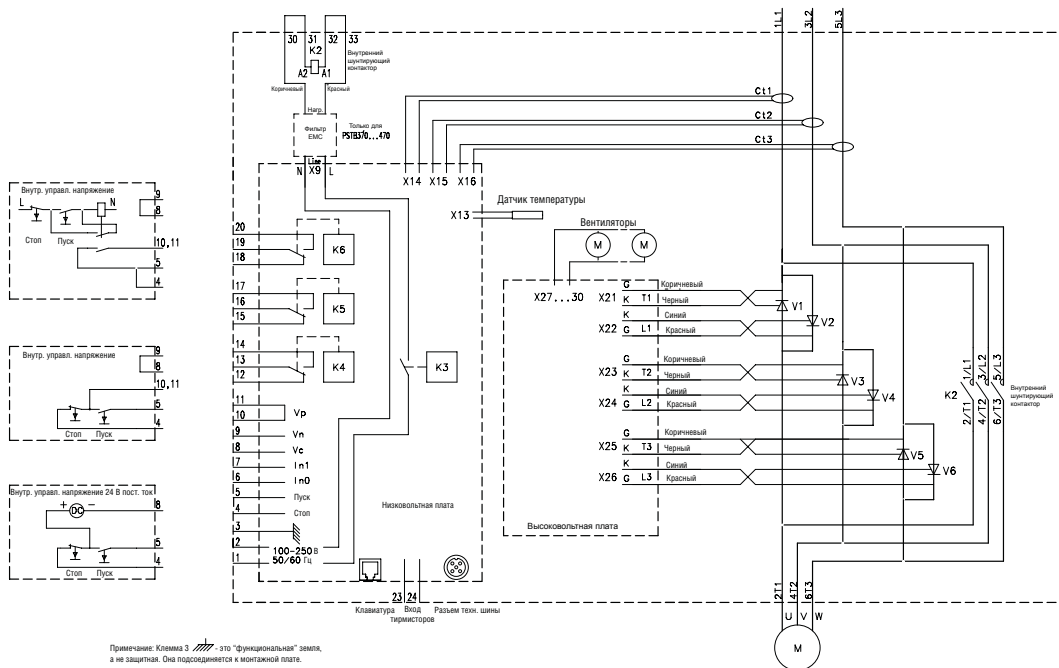 1L1 3L2 5L3
30 31 32 33
K2
A2 A1
Внутренний
шунтирующий
контактор
Коричневый Красный
Нагр.
Фильтр
EMC
Только для
PSTB370...470
Line
N X9 L
Ct1
Ct2
Ct3
X14 X15 X16
X13
Датчик температуры
Вентиляторы
M M
Внутр. управл. напряжение
L N
Стоп Пуск
9
8
10,11
5
4
Внутр. управл. напряжение
9
8
10,11
5
4
Стоп Пуск
Внутр. управл. напряжение 24 В пост. ток
+ DC -
8
5
4
Стоп Пуск
20
19
18
K6
17
16
15
K5
14
13
12
K4
K3
11
10 Vp
9 Vn
8 Vc
7 In1
6 In0
5 Пуск
4 Стоп
3
2
1
100-250 В
50/60 Гц
Низковольтная плата
23 24
Клавиатура
Вход
тирмисторов
Разъем техн. шины
X27...30
X21 G Коричневый
K T1 Черный
V1
X22 K Синий
G L1 Красный
V2
X23 G Коричневый
K T2 Черный
V3
X24 K Синий
G L2 Красный
V4
X25 G Коричневый
K T3 Черный
V5
X26 K Синий
G L3 Красный
V6
Высоковольтная плата
K2
1/L1 3/L2 5/L3
2/T1 4/T2 6/T3
Внутренний
шунтирующий
контактор
2T1 4T2 6T3
U V W
M
Примечание: Клемма 3 - это "функциональная" земля,
а не защитная. Она подсоединяется к монтажной плате.